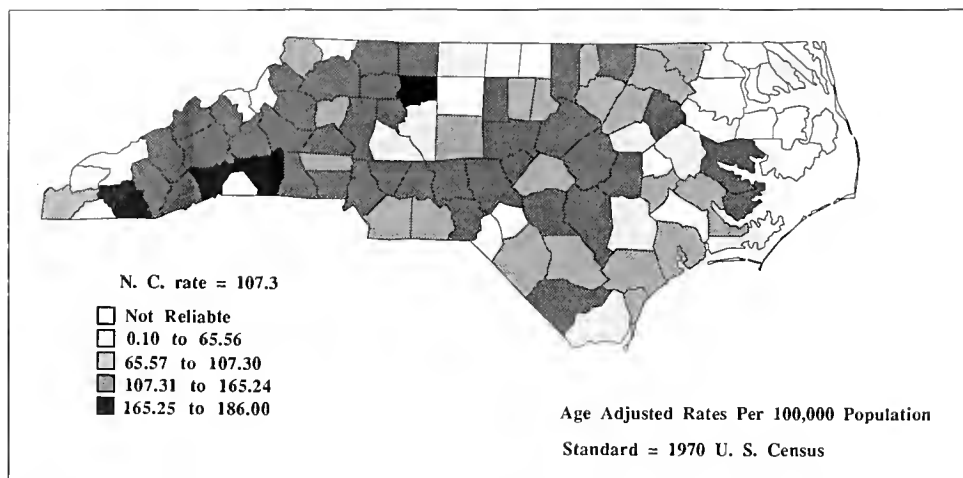 N. C. rate = 107.3
Not Reliable
0.10 to 65.56
65.57 to 107.30
107.31 to 165.24
165.25 to 186.00
Age Adjusted Rates Per 100,000 Population
Standard = 1970 U. S. Census